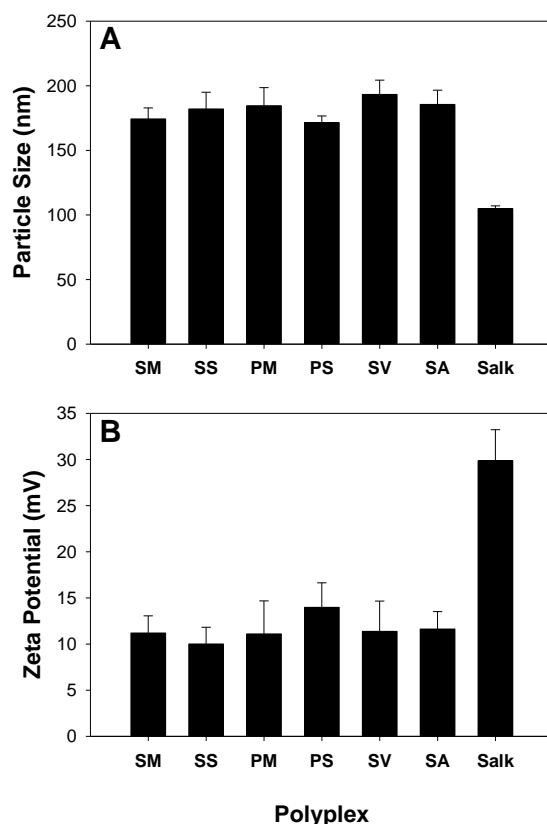 A
Particle Size (nm)
250
200
150
100
50
0
SM SS PM PS SV SA Salk
B
Zeta Potential (mV)
35
30
25
20
15
10
5
0
SM SS PM PS SV SA Salk
Polyplex